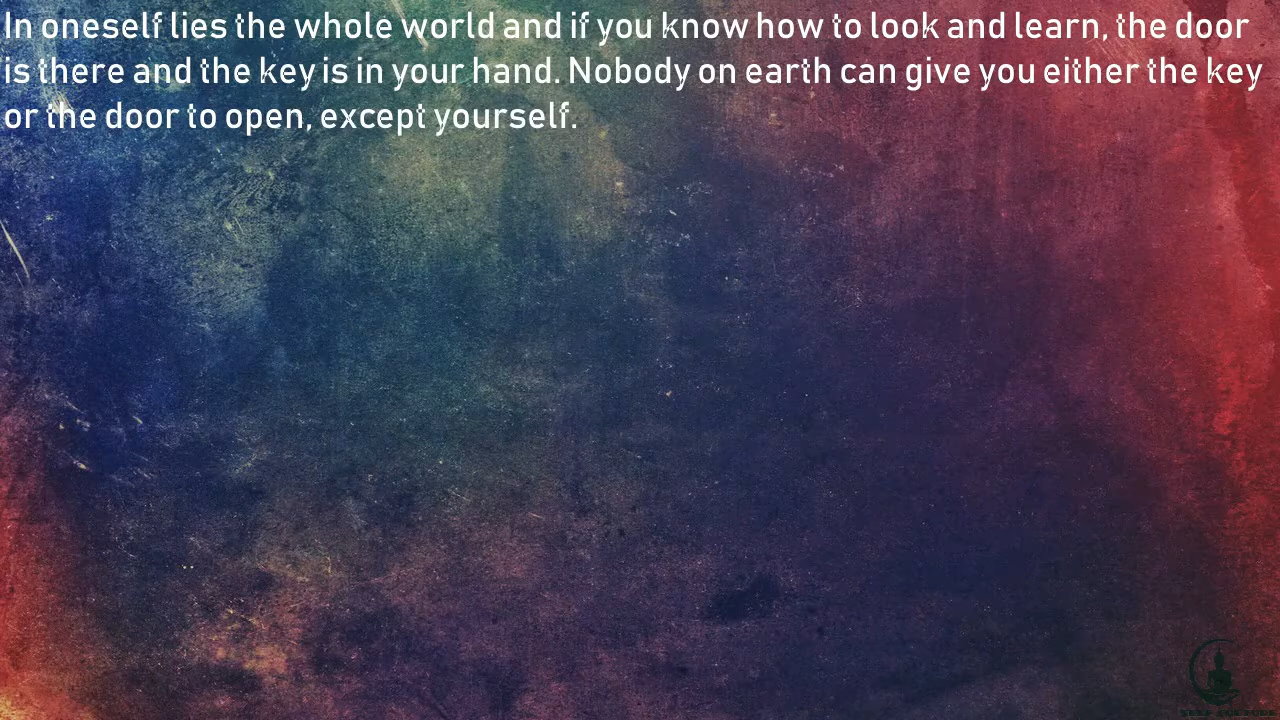 In oneself lies the whole world and if you know how to look and learn, the door
is there and the key is in your hand. Nobody on earth can give you either the key
or the door to open, except yourself.